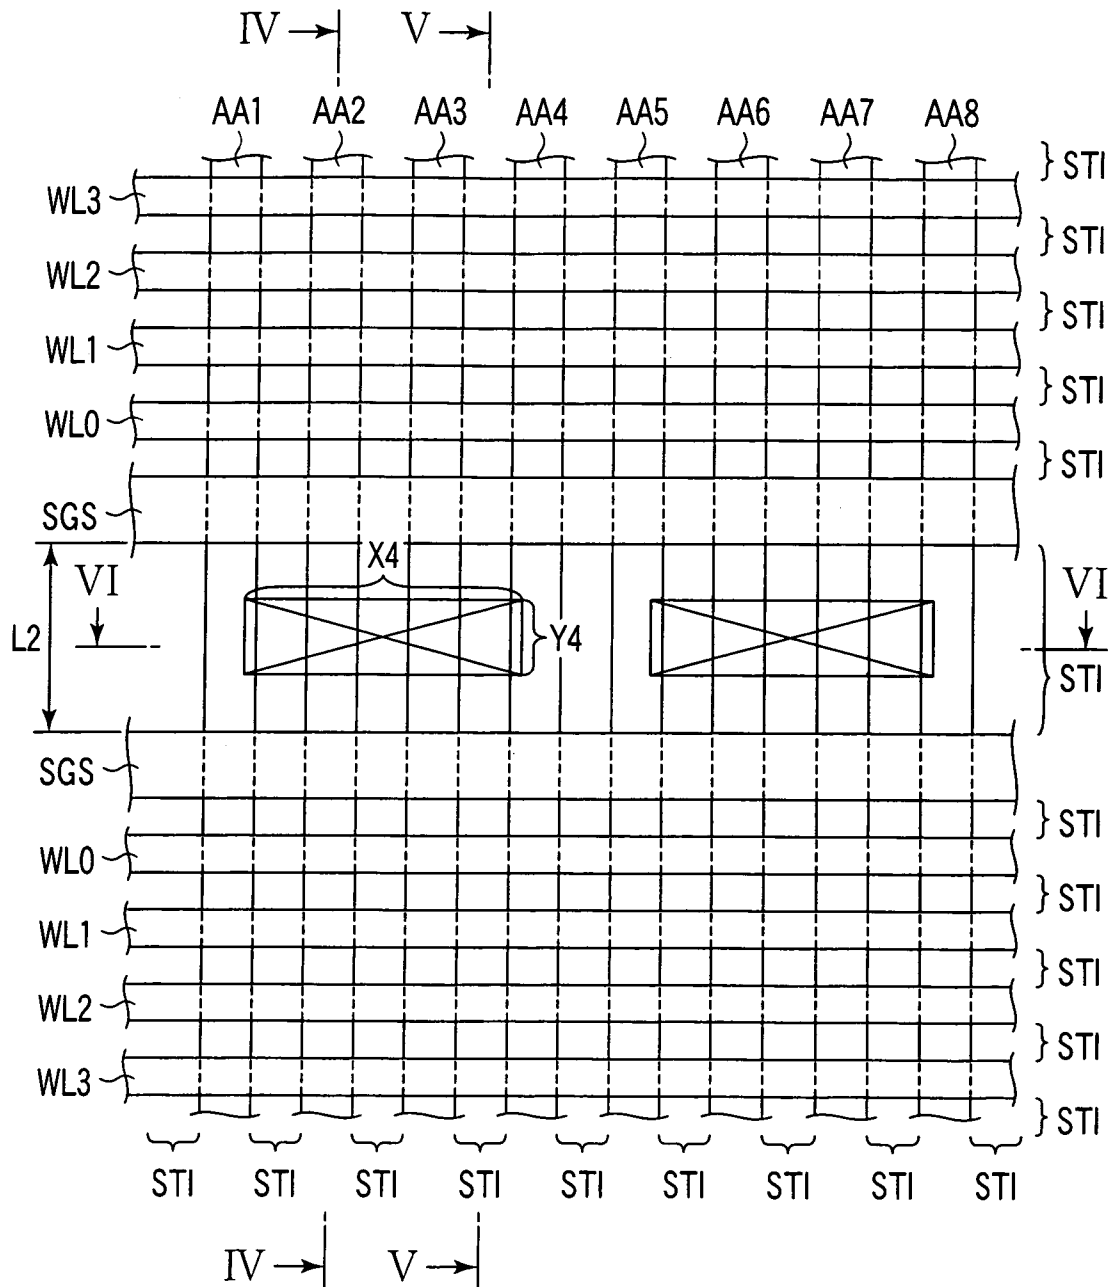 IV V
AA1 AA2 AA3 AA4 AA5 AA6 AA7 AA8
STI
WL3
STI
WL2
STI
WL1
STI
WL0
STI
SGS
X4
VI VI
L2 Y4
STI
SGS
STI
WL0
STI
WL1
STI
WL2
STI
WL3
STI
STI STI STI STI STI STI STI STI STI
IV V